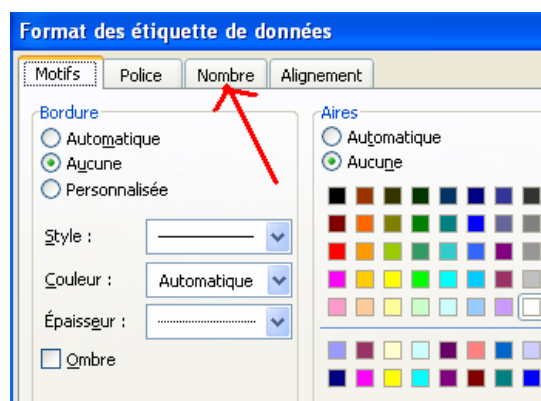 Format des étiquette de données
Motifs Police Nombre Alignement
Bordure
Automatique
Aucune
Personnalisée
Style :
Couleur : Automatique
Épaisseur :
Ombre
Aires
Automatique
Aucune